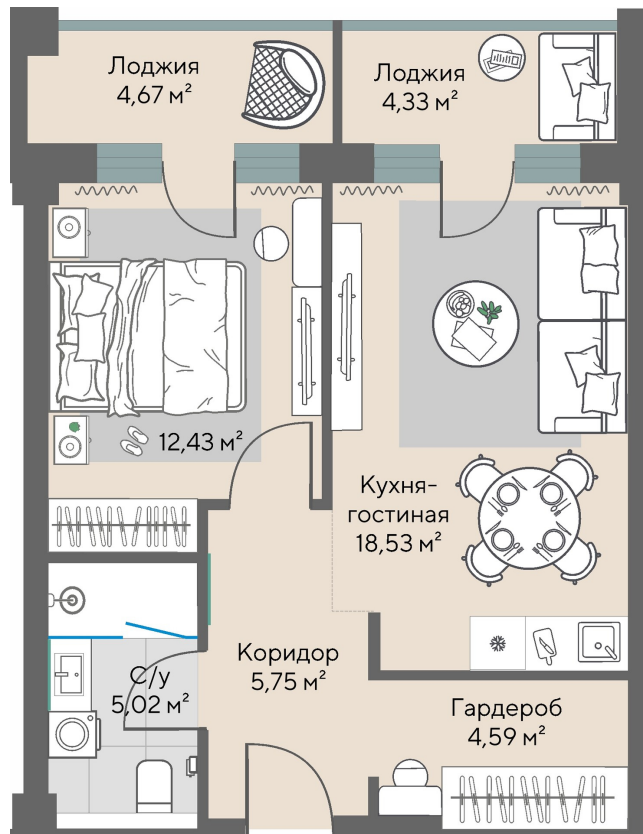 Лоджия
4,67 м²
Лоджия
4,33 м²
12,43 м²
Кухня-
гостиная
18,53 м²
С/у
5,02 м²
Коридор
5,75 м²
Гардероб
4,59 м²